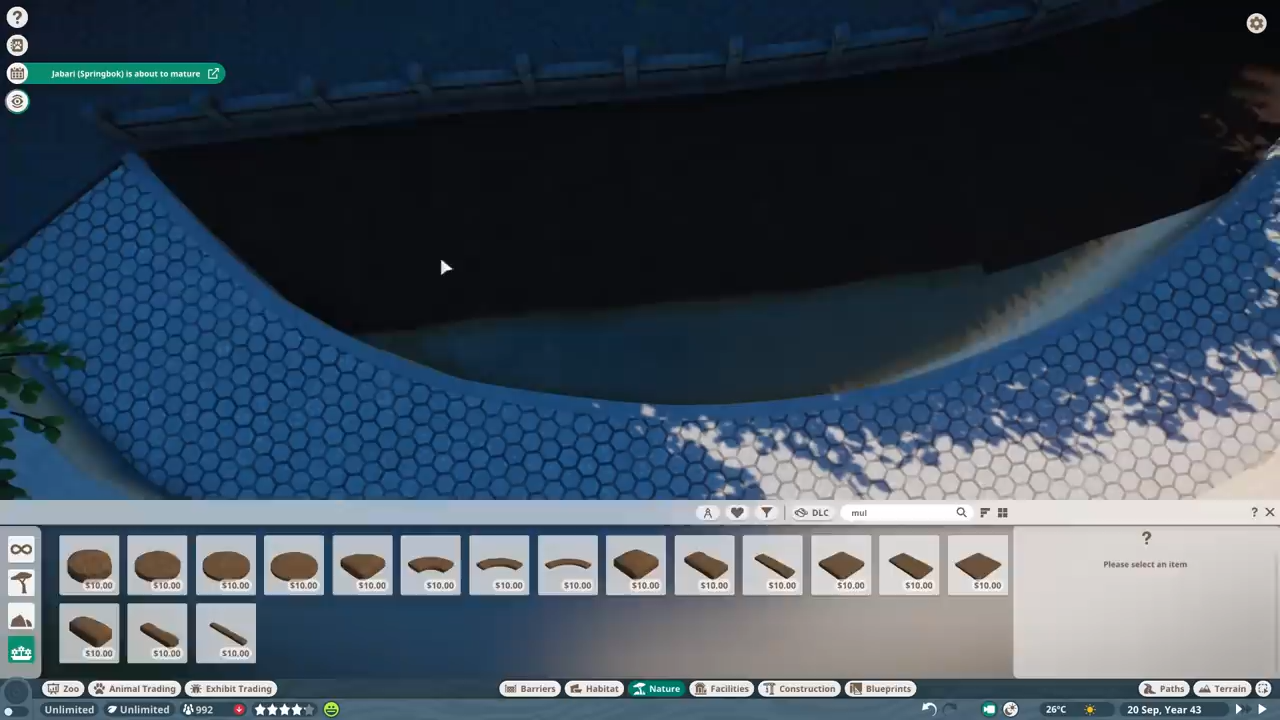 ?
Jabari (Springbok) is about to mature
DLC
mul
? ×
$10.00 $10.00 $10.00 $10.00 $10.00 $10.00 $10.00 $10.00 $10.00 $10.00 $10.00 $10.00 $10.00 $10.00
$10.00 $10.00 $10.00
?
Please select an item
Zoo Animal Trading Exhibit Trading Barriers Habitat Nature Facilities Construction Blueprints Paths Terrain
Unlimited Unlimited 992 26°C 20 Sep, Year 43